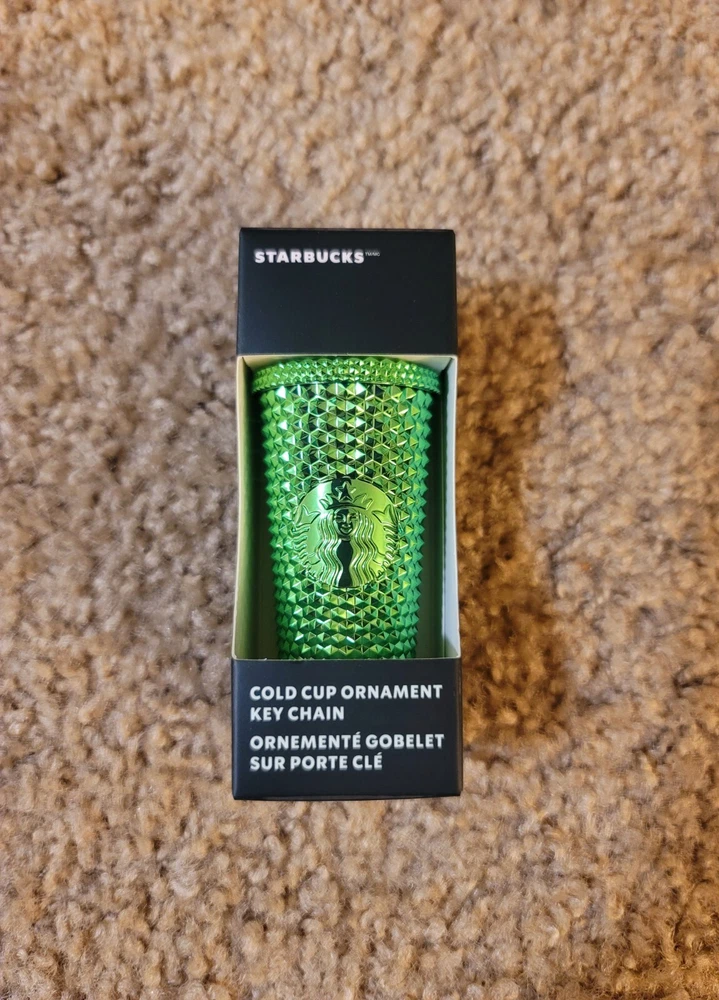 STARBUCKS
COLD CUP ORNAMENT
KEY CHAIN
ORNEMENTÉ GOBELET
SUR PORTE CLÉ